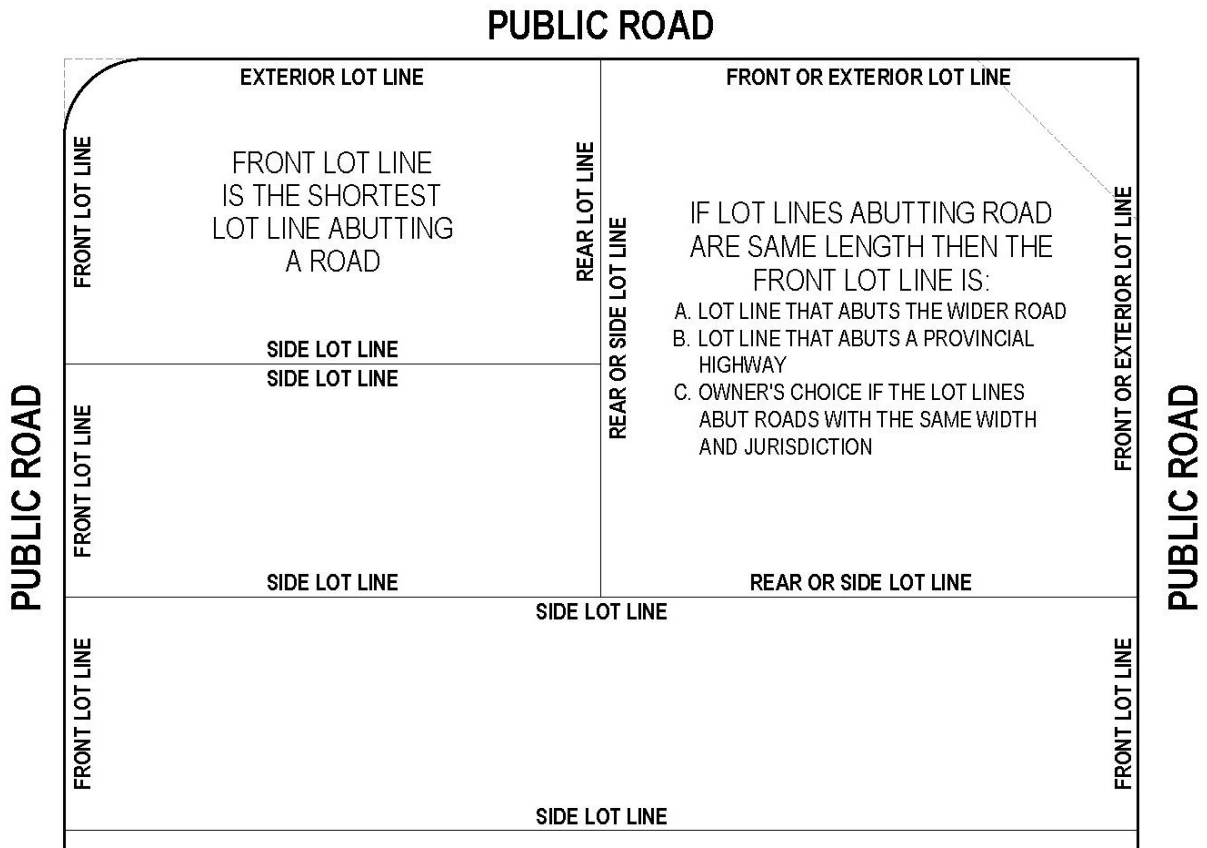 PUBLIC ROAD
EXTERIOR LOT LINE
FRONT LOT LINE
FRONT LOT LINE
IS THE SHORTEST
LOT LINE ABUTTING
A ROAD
REAR LOT LINE
SIDE LOT LINE
FRONT OR EXTERIOR LOT LINE
REAR OR SIDE LOT LINE
IF LOT LINES ABUTTING ROAD
ARE SAME LENGTH THEN THE
FRONT LOT LINE IS:
A. LOT LINE THAT ABUTS THE WIDER ROAD
B. LOT LINE THAT ABUTS A PROVINCIAL
HIGHWAY
C. OWNER'S CHOICE IF THE LOT LINES
ABUT ROADS WITH THE SAME WIDTH
AND JURISDICTION
FRONT OR EXTERIOR LOT LINE
REAR OR SIDE LOT LINE
PUBLIC ROAD
SIDE LOT LINE
FRONT LOT LINE
SIDE LOT LINE
PUBLIC ROAD
SIDE LOT LINE
FRONT LOT LINE
FRONT LOT LINE
SIDE LOT LINE